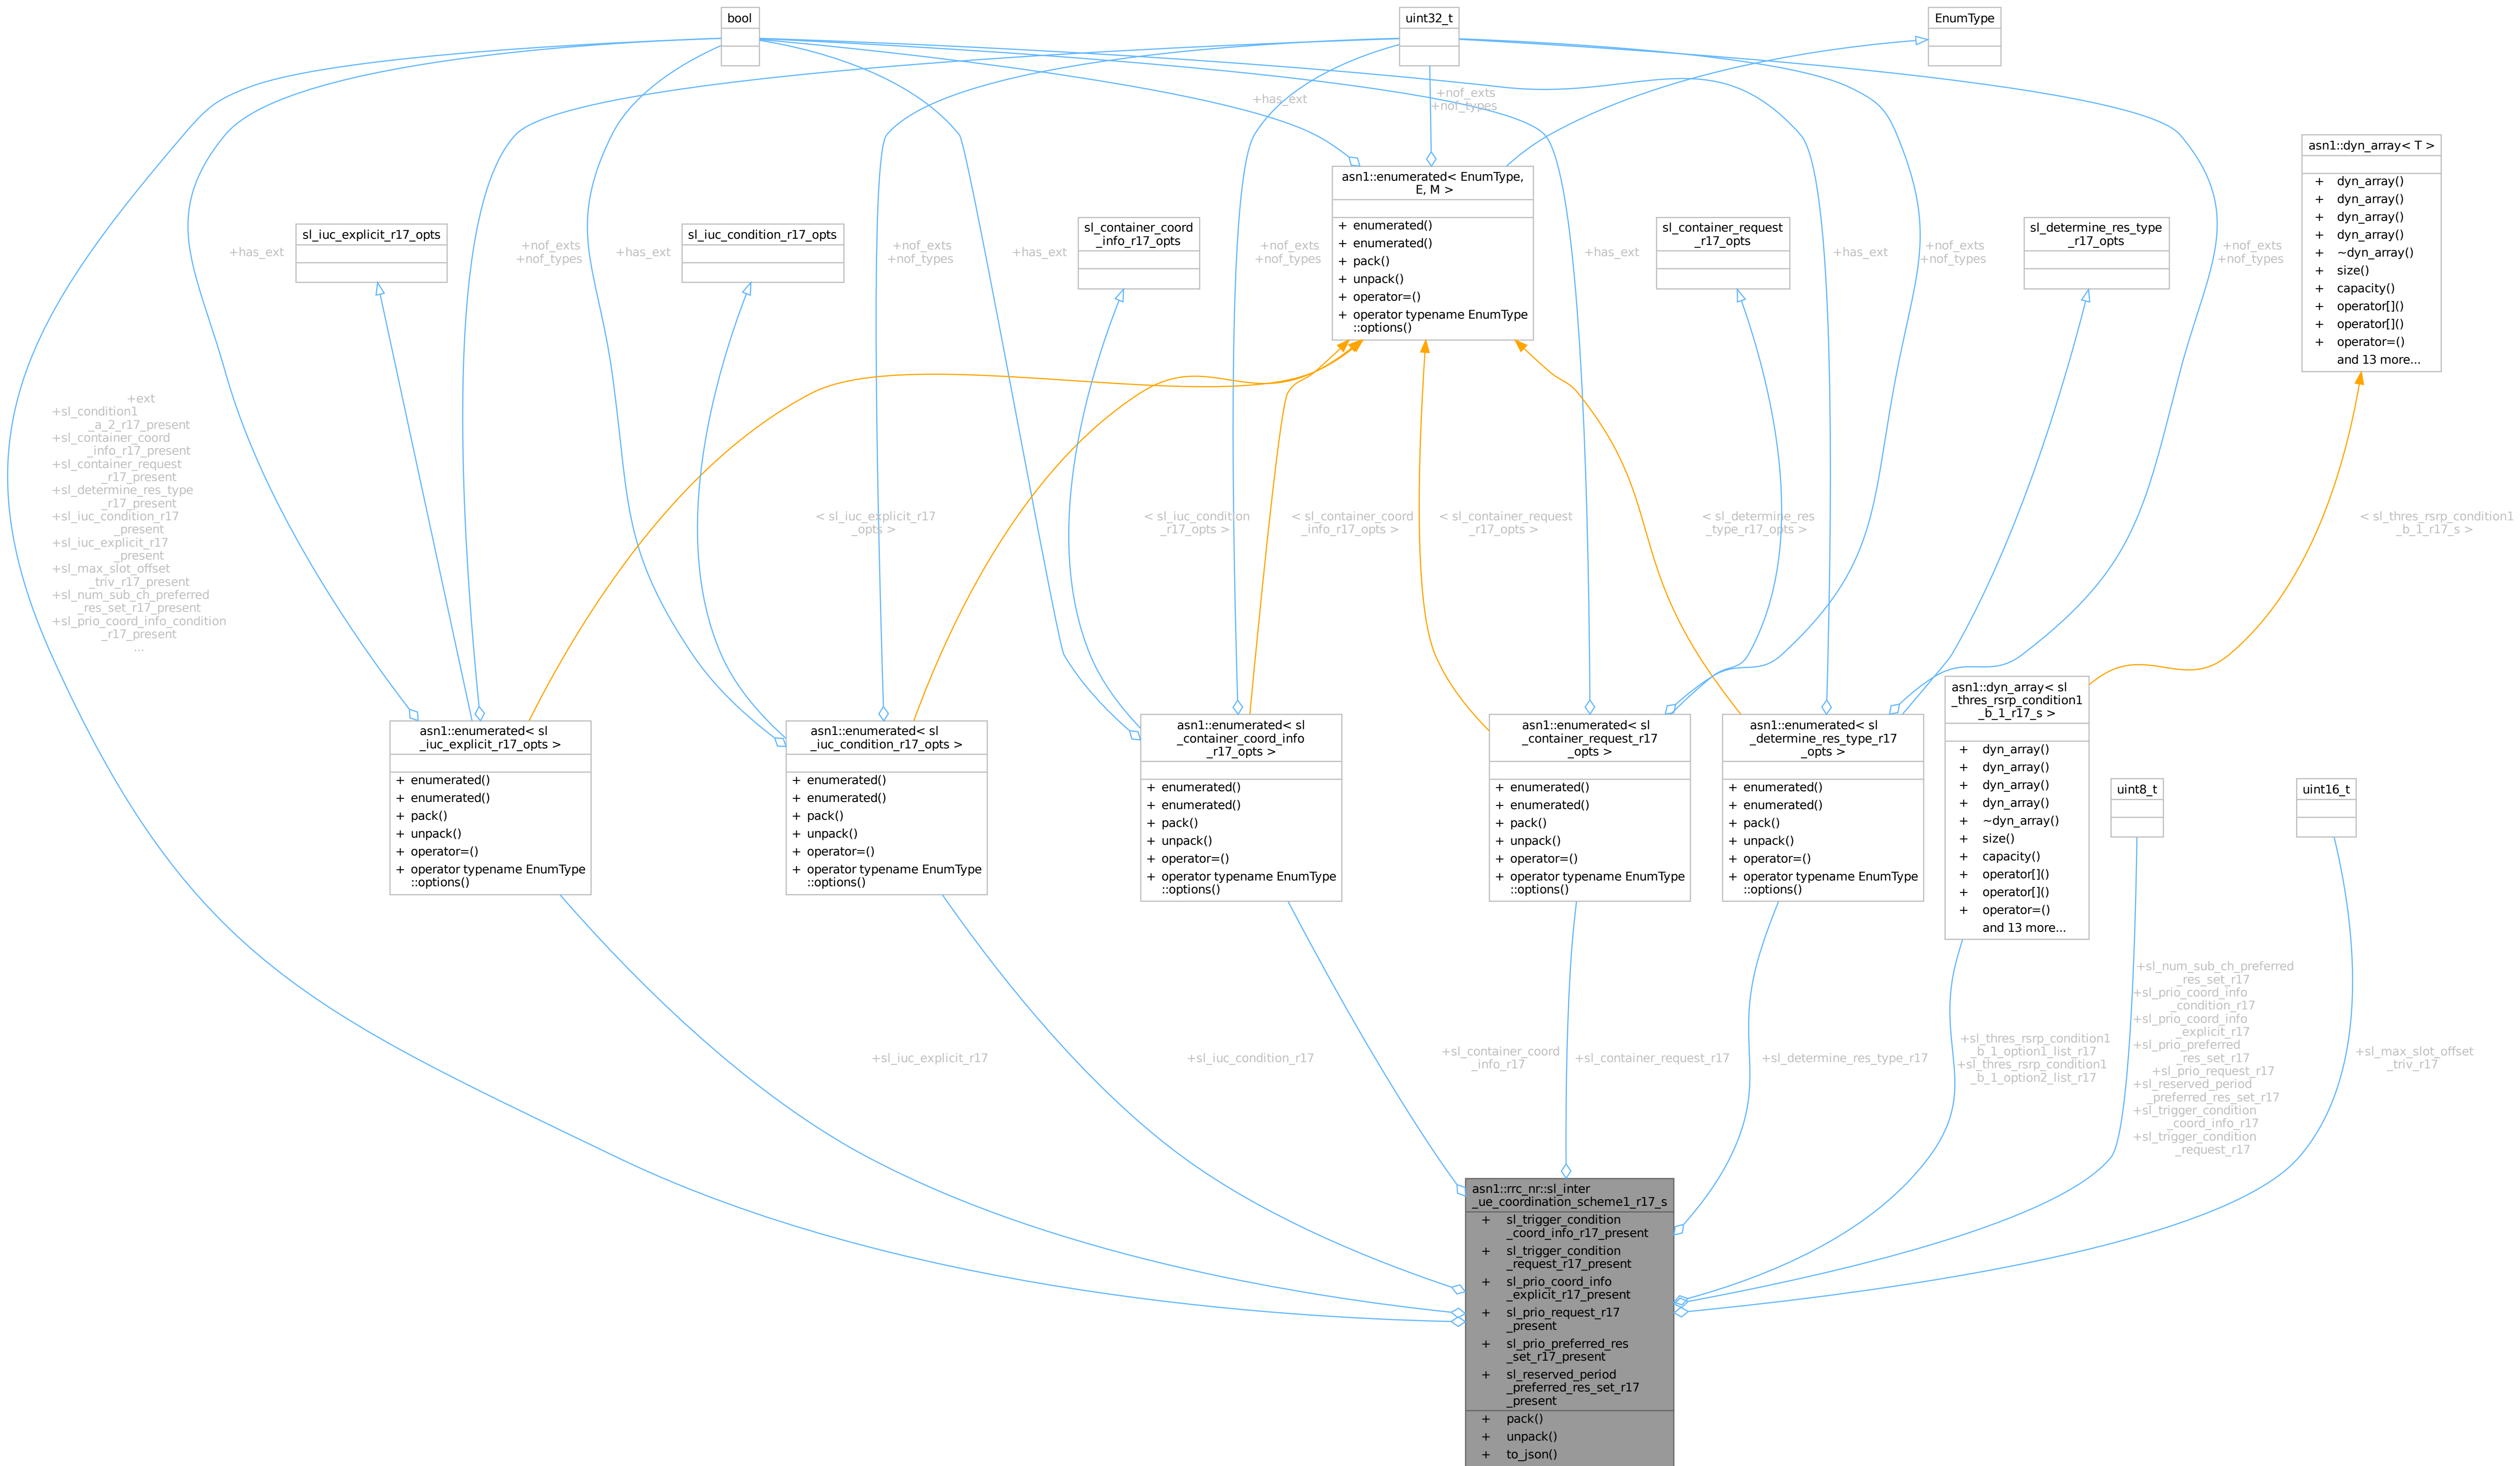 bool
uint32_t
EnumType
+has_ext
+nof_exts
+nof_types
asn1::dyn_array< T >
+ dyn_array()
+ dyn_array()
+ dyn_array()
+ dyn_array()
+ ~dyn_array()
+ size()
+ capacity()
+ operator[]()
+ operator[]()
+ operator=()
and 13 more...
asn1::enumerated< EnumType,
E, M >
+ enumerated()
+ enumerated()
+ pack()
+ unpack()
+ operator=()
+ operator typename EnumType
::options()
+has_ext
sl_iuc_explicit_r17_opts
+nof_exts
+nof_types
+has_ext
sl_iuc_condition_r17_opts
+nof_exts
+nof_types
+has_ext
sl_container_coord
_info_r17_opts
+nof_exts
+nof_types
+has_ext
sl_container_request
_r17_opts
+has_ext
+nof_exts
+nof_types
sl_determine_res_type
_r17_opts
+nof_exts
+nof_types
+ext
+sl_condition1
_a_2_r17_present
+sl_container_coord
_info_r17_present
+sl_container_request
_r17_present
+sl_determine_res_type
_r17_present
+sl_iuc_condition_r17
_present
+sl_iuc_explicit_r17
_present
+sl_max_slot_offset
_triv_r17_present
+sl_num_sub_ch_preferred
_res_set_r17_present
+sl_prio_coord_info_condition
_r17_present
...
< sl_iuc_explicit_r17
_opts >
< sl_iuc_condition
_r17_opts >
< sl_container_coord
_info_r17_opts >
< sl_container_request
_r17_opts >
< sl_determine_res
_type_r17_opts >
< sl_thres_rsrp_condition1
_b_1_r17_s >
asn1::enumerated< sl
_iuc_explicit_r17_opts >
+ enumerated()
+ enumerated()
+ pack()
+ unpack()
+ operator=()
+ operator typename EnumType
::options()
asn1::enumerated< sl
_iuc_condition_r17_opts >
+ enumerated()
+ enumerated()
+ pack()
+ unpack()
+ operator=()
+ operator typename EnumType
::options()
asn1::enumerated< sl
_container_coord_info
_r17_opts >
+ enumerated()
+ enumerated()
+ pack()
+ unpack()
+ operator=()
+ operator typename EnumType
::options()
asn1::enumerated< sl
_container_request_r17
_opts >
+ enumerated()
+ enumerated()
+ pack()
+ unpack()
+ operator=()
+ operator typename EnumType
::options()
asn1::enumerated< sl
_determine_res_type_r17
_opts >
+ enumerated()
+ enumerated()
+ pack()
+ unpack()
+ operator=()
+ operator typename EnumType
::options()
asn1::dyn_array< sl
_thres_rsrp_condition1
_b_1_r17_s >
+ dyn_array()
+ dyn_array()
+ dyn_array()
+ dyn_array()
+ ~dyn_array()
+ size()
+ capacity()
+ operator[]()
+ operator[]()
+ operator=()
and 13 more...
uint8_t
uint16_t
+sl_iuc_explicit_r17
+sl_iuc_condition_r17
+sl_container_coord
_info_r17
+sl_container_request_r17
+sl_determine_res_type_r17
+sl_thres_rsrp_condition1
_b_1_option1_list_r17
+sl_thres_rsrp_condition1
_b_1_option2_list_r17
+sl_num_sub_ch_preferred
_res_set_r17
+sl_prio_coord_info
_condition_r17
+sl_prio_coord_info
_explicit_r17
+sl_prio_preferred
_res_set_r17
+sl_prio_request_r17
+sl_reserved_period
_preferred_res_set_r17
+sl_trigger_condition
_coord_info_r17
+sl_trigger_condition
_request_r17
+sl_max_slot_offset
_triv_r17
asn1::rrc_nr::sl_inter
_ue_coordination_scheme1_r17_s
+ sl_trigger_condition
_coord_info_r17_present
+ sl_trigger_condition
_request_r17_present
+ sl_prio_coord_info
_explicit_r17_present
+ sl_prio_request_r17
_present
+ sl_prio_preferred_res
_set_r17_present
+ sl_reserved_period
_preferred_res_set_r17
_present
+ pack()
+ unpack()
+ to_json()